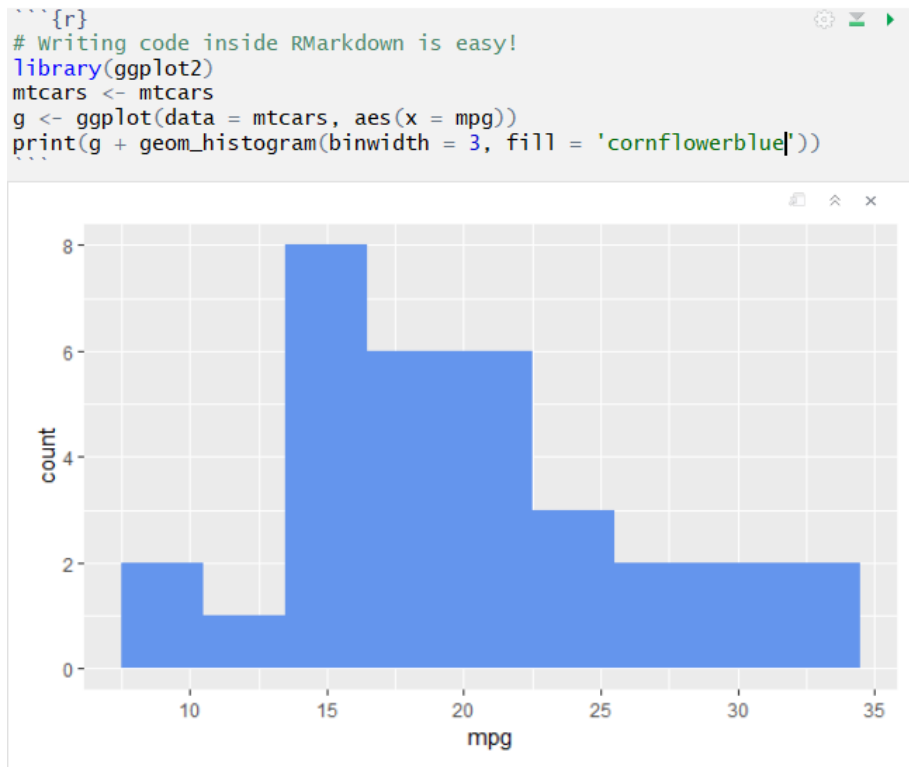 ```{r}
# Writing code inside RMarkdown is easy!
library(ggplot2)
mtcars <- mtcars
g <- ggplot(data = mtcars, aes(x = mpg))
print(g + geom_histogram(binwidth = 3, fill = 'cornflowerblue'))
```
8
6
4
2
0
count
10 15 20 25 30 35
mpg